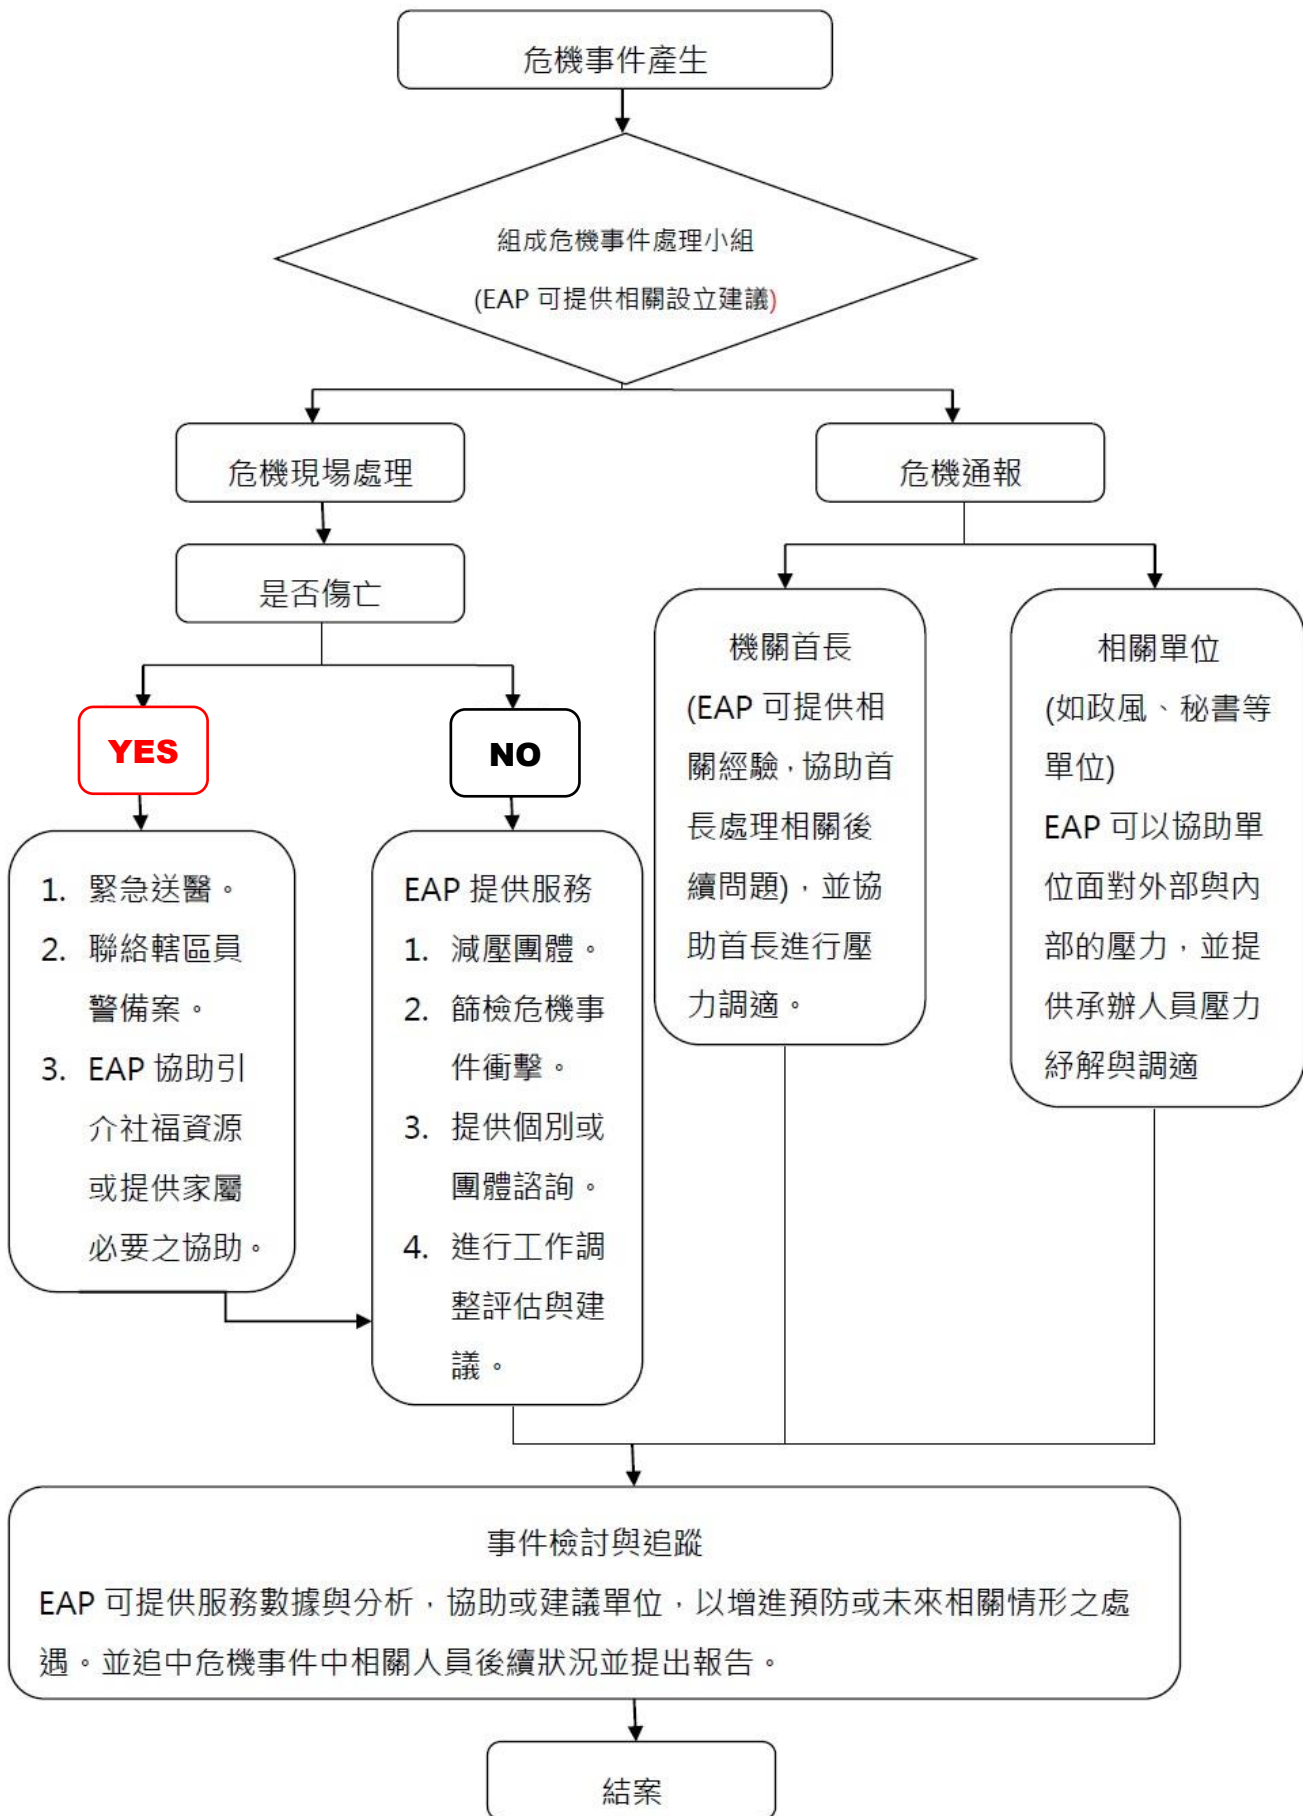 危機事件產生
組成危機事件處理小組
(EAP 可提供相關設立建議)
危機現場處理
危機通報
是否傷亡
YES
NO
1. 緊急送醫。
2. 聯絡轄區員
警備案。
3. EAP 協助引
介社福資源
或提供家屬
必要之協助。
EAP 提供服務
1. 減壓團體。
2. 篩檢危機事
件衝擊。
3. 提供個別或
團體諮詢。
4. 進行工作調
整評估與建
議。
機關首長
(EAP 可提供相
關經驗，協助首
長處理相關後
續問題)，並協
助首長進行壓
力調適。
相關單位
(如政風、秘書等
單位)
EAP 可以協助單
位面對外部與內
部的壓力，並提
供承辦人員壓力
紓解與調適
事件檢討與追蹤
EAP 可提供服務數據與分析，協助或建議單位，以增進預防或未來相關情形之處
遇。並追中危機事件中相關人員後續狀況並提出報告。
結案